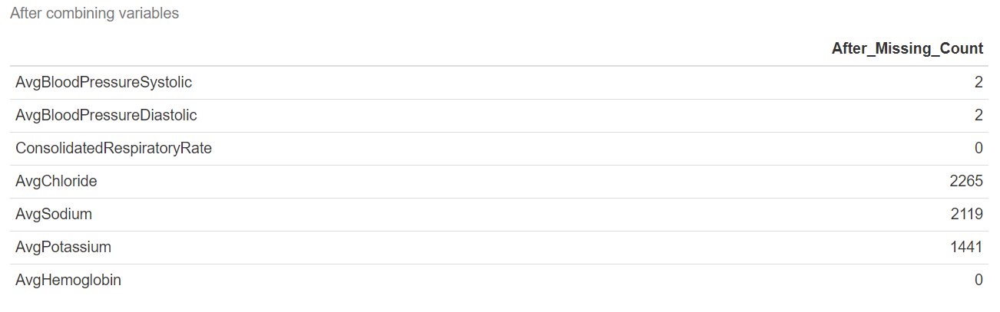 After combining variables
After_Missing_Count
AvgBloodPressureSystolic 2
AvgBloodPressureDiastolic 2
ConsolidatedRespiratoryRate 0
AvgChloride 2265
AvgSodium 2119
AvgPotassium 1441
AvgHemoglobin 0